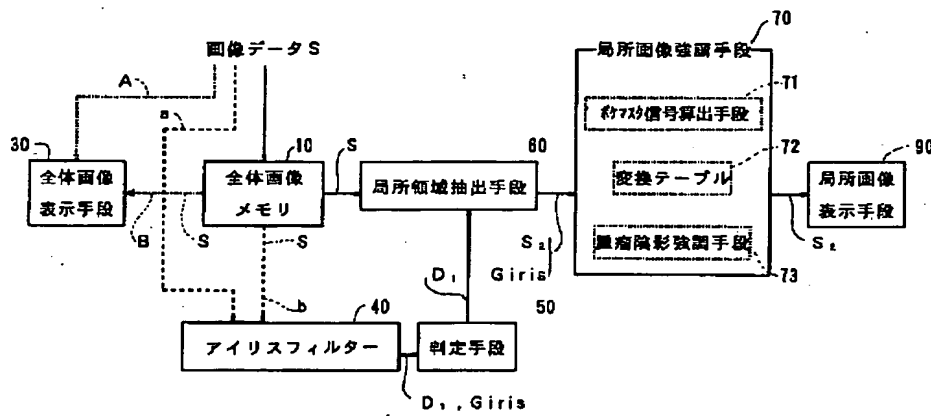 画像データS
70
局所画像強調手段
A
a
71
ボケマスク信号算出手段
30
10
S
60
72
90
全体画像
表示手段
全体画像
メモリ
局所領域抽出手段
変換テーブル
局所画像
表示手段
B
S
S
S₂
Giris
腫瘤陰影強調手段
S₂
D₁
73
b
40
50
アイリスフィルター
判定手段
D₁,Giris